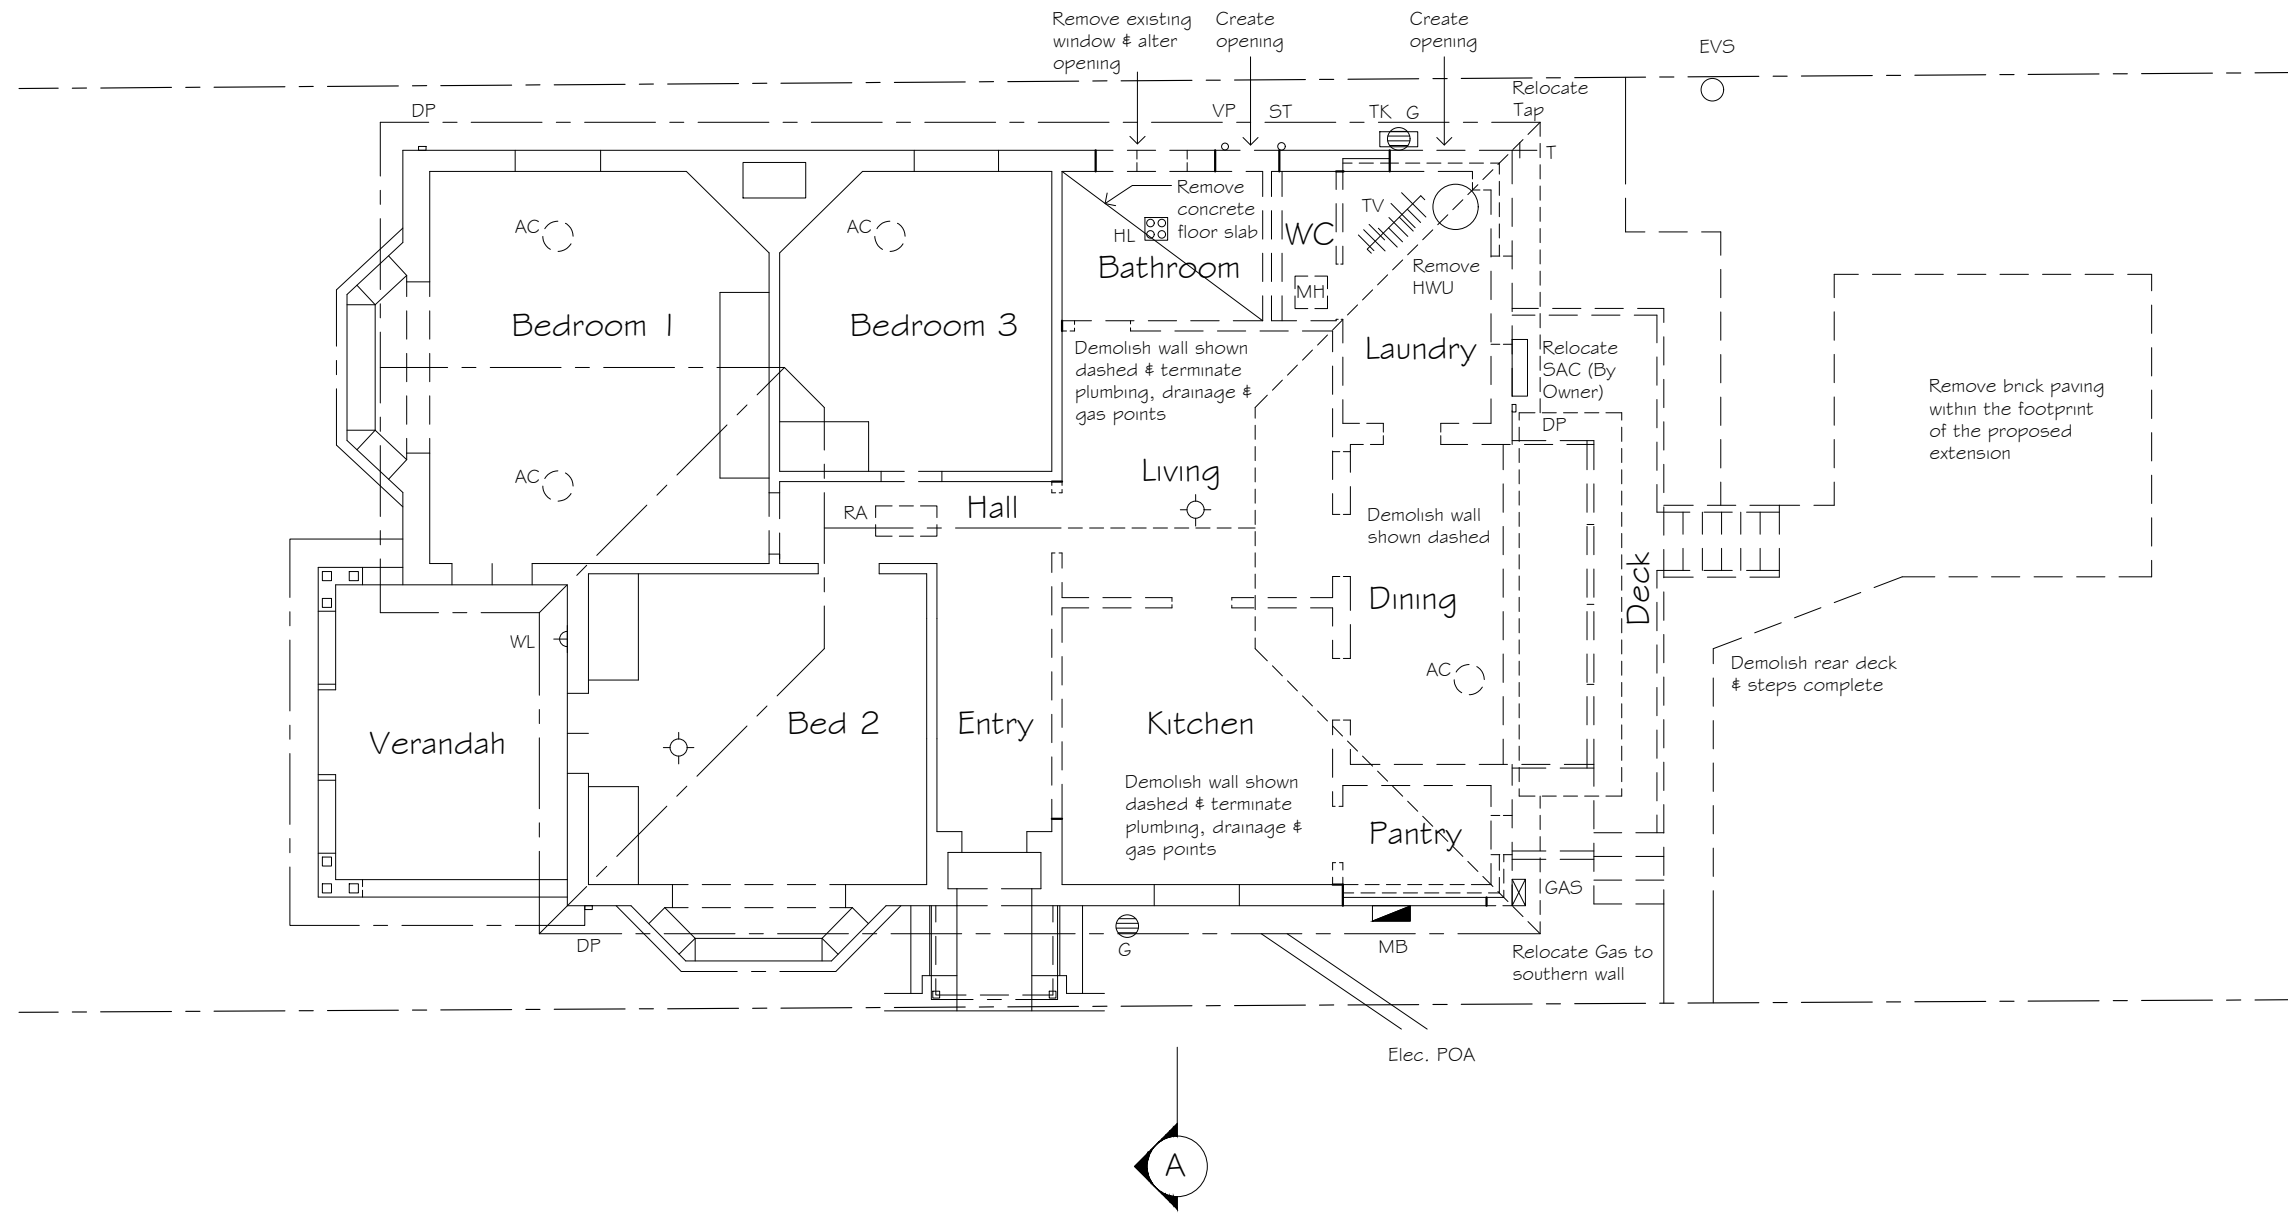 Remove existing
window & alter
opening
Create
opening
Create
opening
EVS
Relocate
Tap
DP
VP
ST
TK
G
T
Remove
concrete
floor slab
HL
Bathroom
WC
MH
TV
Remove
HWU
AC
AC
Bedroom 1
Bedroom 3
Demolish wall shown
dashed & terminate
plumbing, drainage &
gas points
Laundry
Relocate
SAC (By
Owner)
DP
Remove brick paving
within the footprint
of the proposed
extension
AC
RA
Hall
Living
Demolish wall
shown dashed
Dining
Deck
WL
AC
Demolish rear deck
& steps complete
Verandah
Bed 2
Entry
Kitchen
Demolish wall shown
dashed & terminate
plumbing, drainage &
gas points
Pantry
GAS
DP
G
MB
Relocate Gas to
southern wall
Elec. POA
A